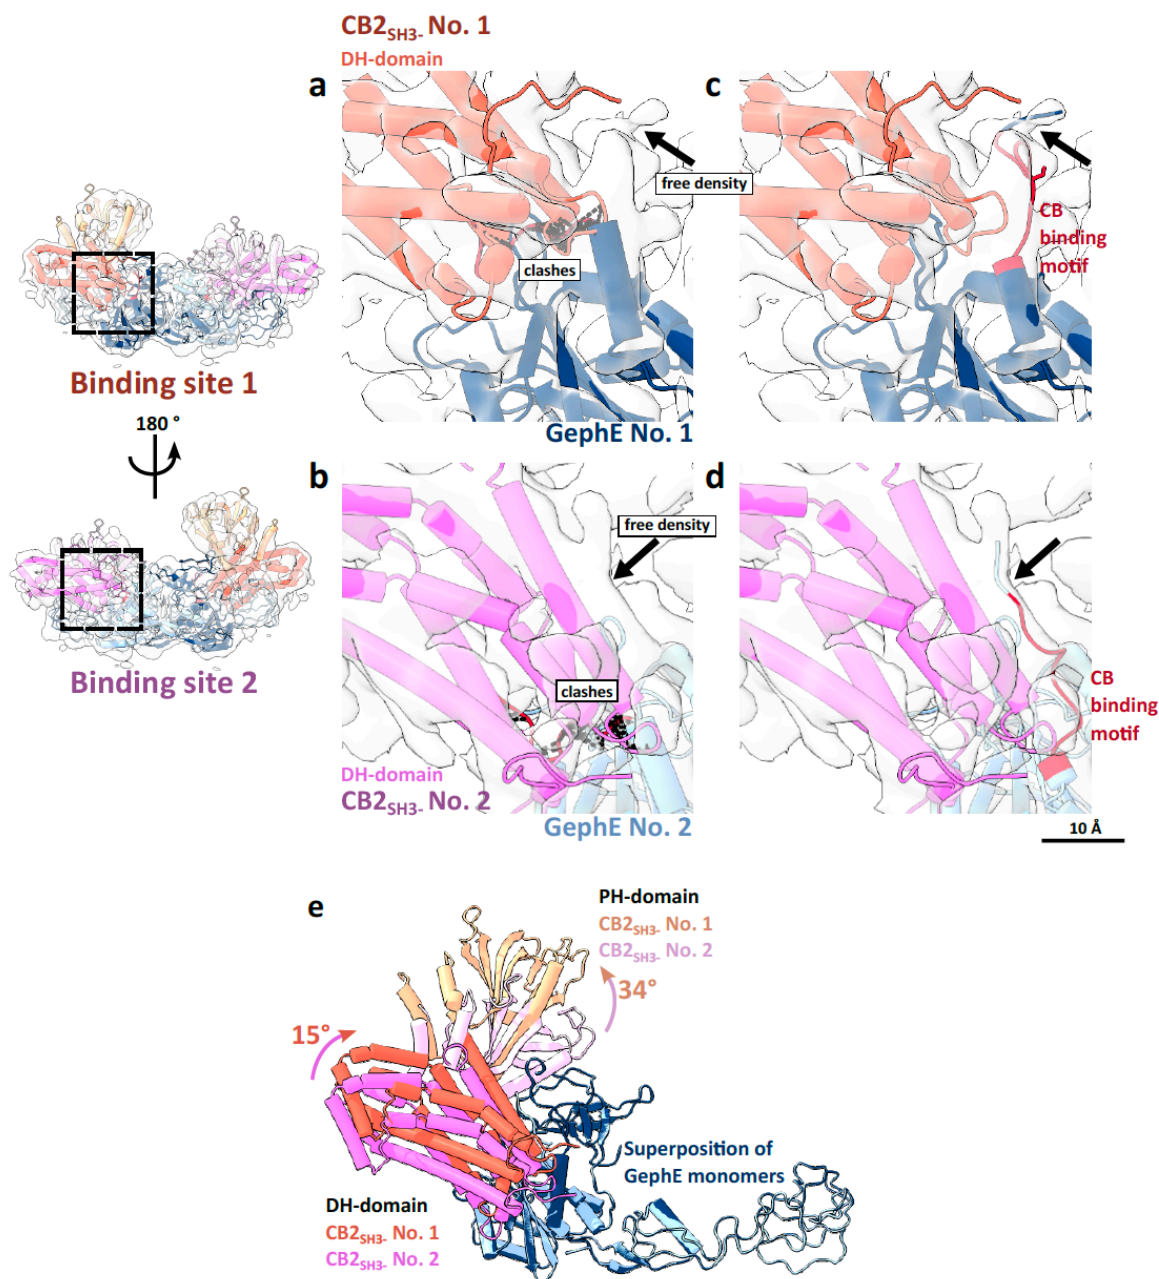 CB2SH3- No. 1
DH-domain
a
c
free density
clashes
CB
binding
motif
Binding site 1
GephE No. 1
180 °
b
d
free density
clashes
CB
binding
motif
Binding site 2
DH-domain
CB2SH3- No. 2
GephE No. 2
10 Å
e
PH-domain
CB2SH3- No. 1
CB2SH3- No. 2
34°
15°
Superposition of
GephE monomers
DH-domain
CB2SH3- No. 1
CB2SH3- No. 2